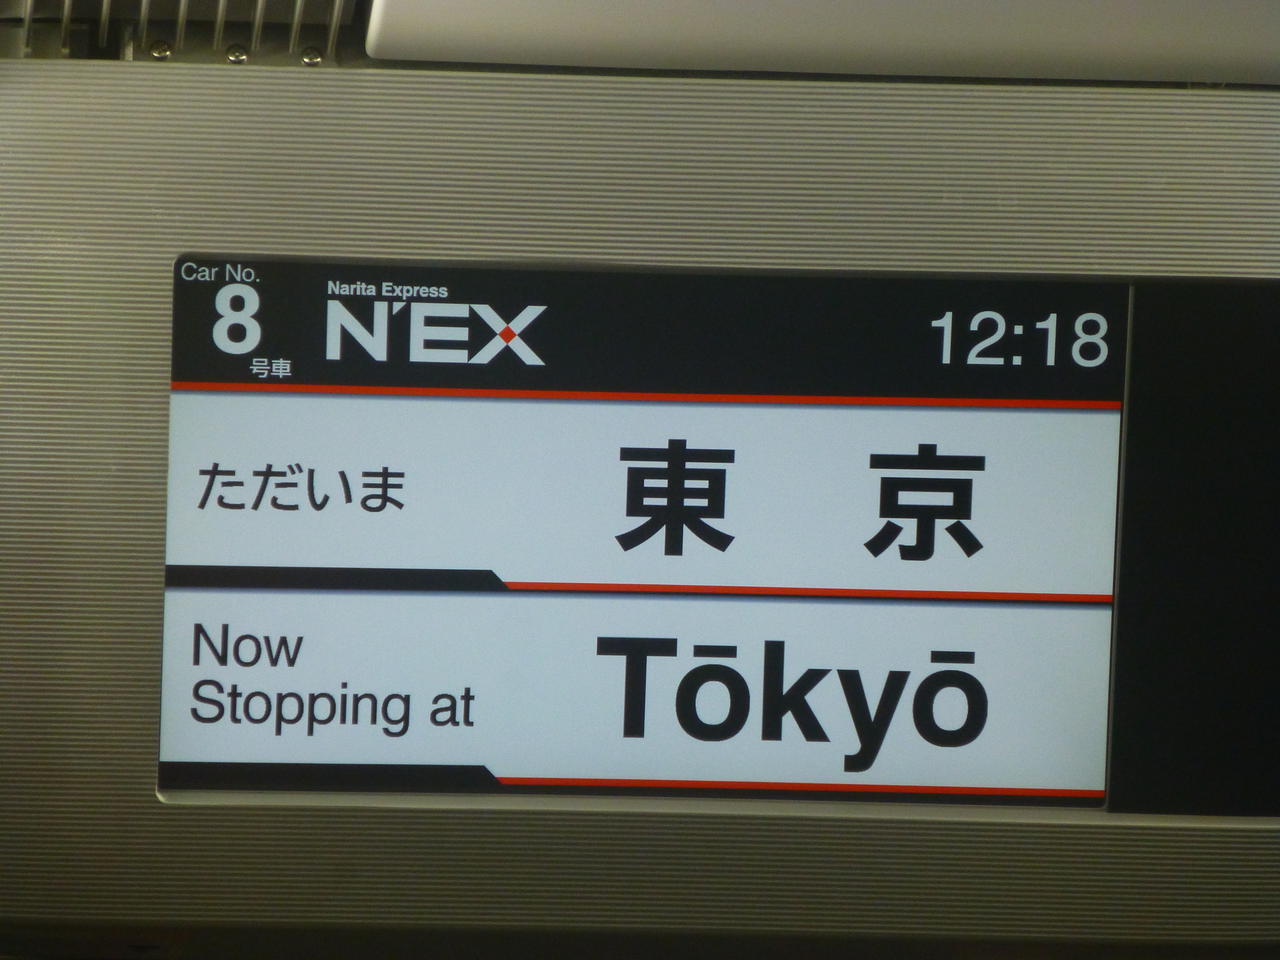 Car No.
8
号車
Narita Express
N'EX
12:18
ただいま
東京
Now
Stopping at
Tōkyō